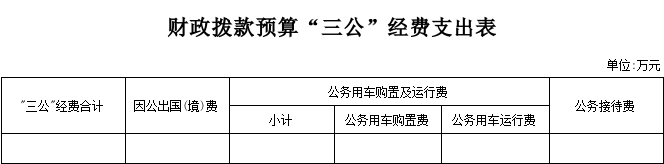 财政拨款预算“三公”经费支出表
单位:万元
"三公"经费合计 因公出国(境)费 公务用车购置及运行费 公务接待费
小计 公务用车购置费 公务用车运行费